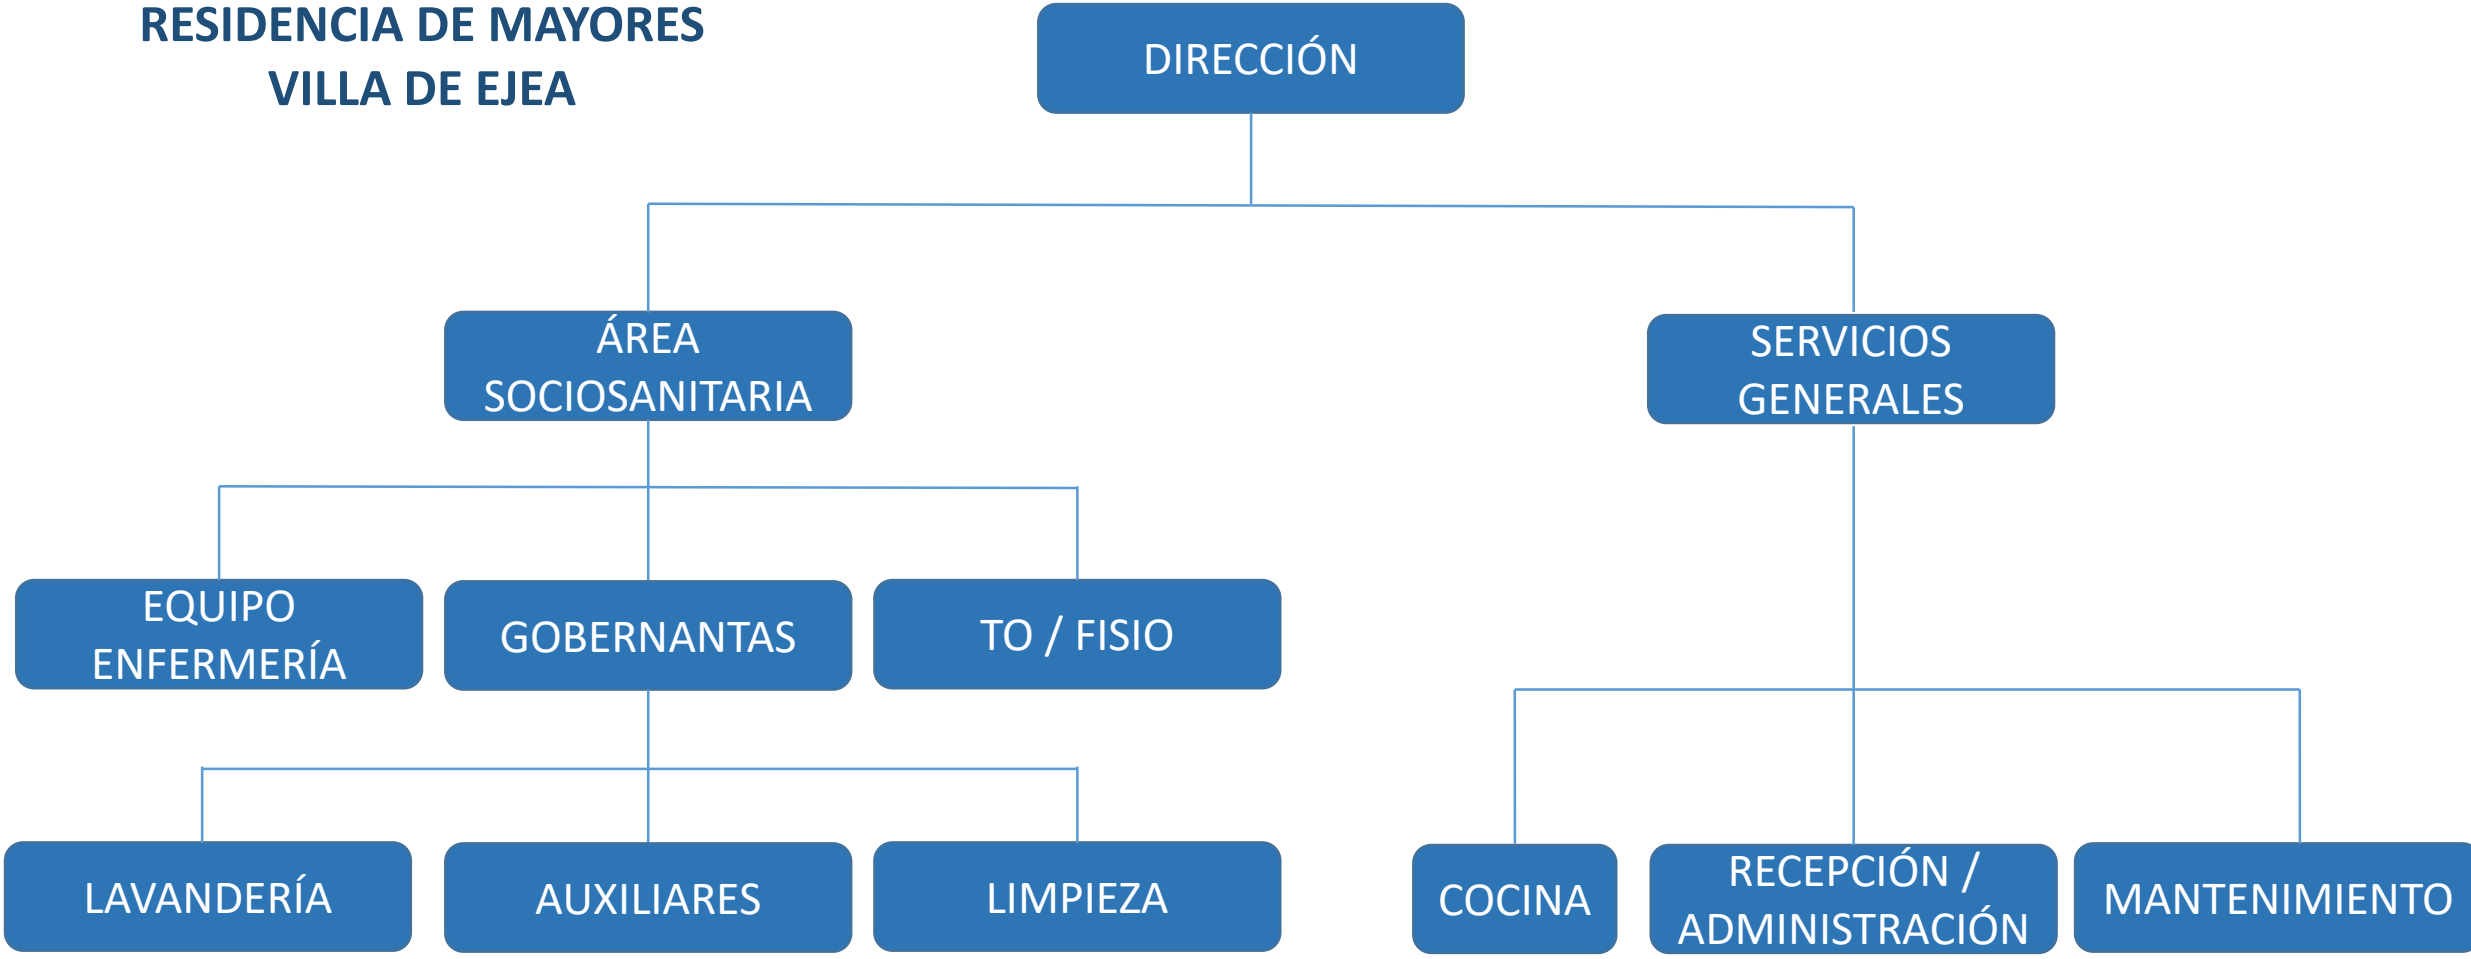 RESIDENCIA DE MAYORES
VILLA DE EJEA
DIRECCIÓN
ÁREA
SOCIOSANITARIA
SERVICIOS
GENERALES
EQUIPO
ENFERMERÍA
GOBERNANTAS
TO / FISIO
LAVANDERÍA
AUXILIARES
LIMPIEZA
COCINA
RECEPCIÓN /
ADMINISTRACIÓN
MANTENIMIENTO